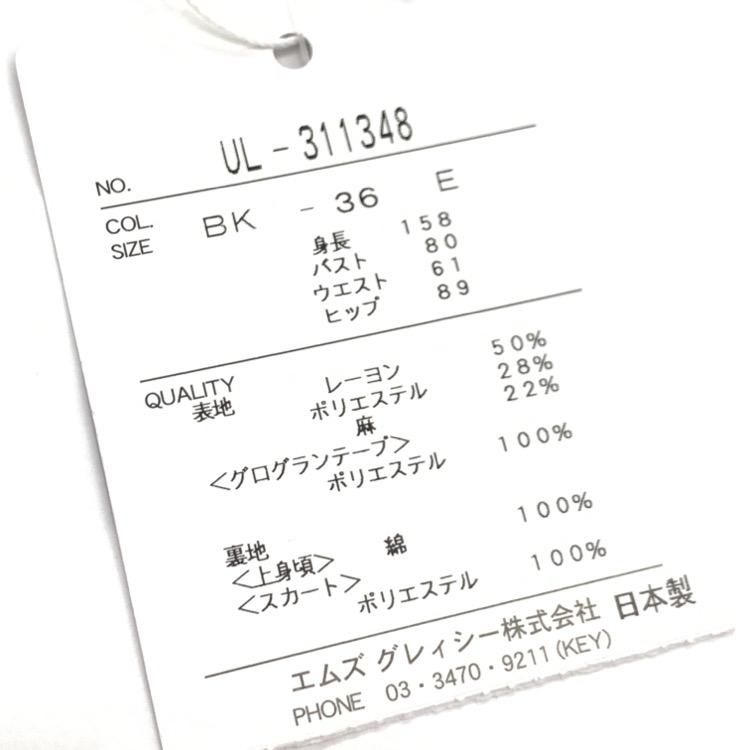 NO. UL-311348
COL. BK - 36 E
SIZE 身長 158
バスト 80
ウエスト 61
ヒップ 89
QUALITY レーヨン 50%
表地 ポリエステル 28%
麻 22%
<グログランテープ>
ポリエステル 100%
裏地
<上身頃> 綿 100%
<スカート>
ポリエステル 100%
エムズ グレィシー株式会社 日本製
PHONE 03・3470・9211(KEY)